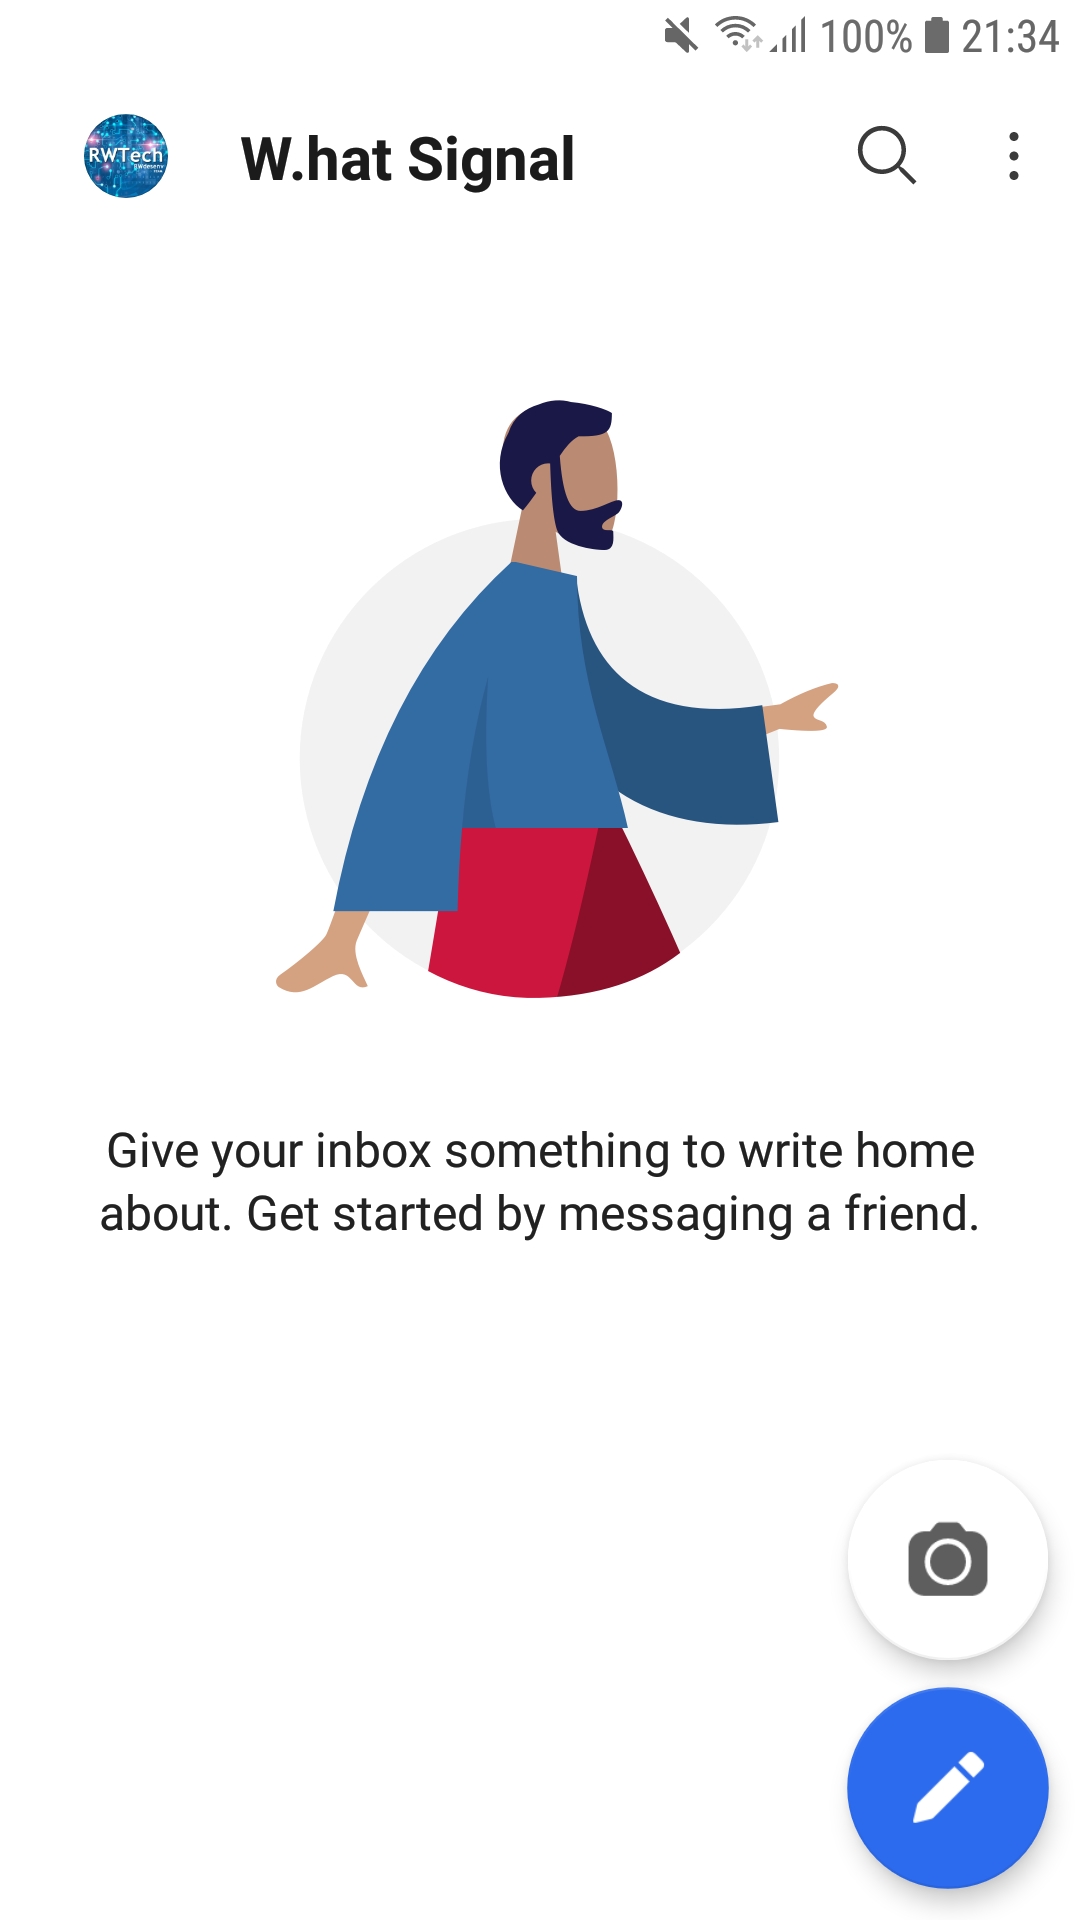 100% 21:34
RWTech
W.hat Signal
Give your inbox something to write home
about. Get started by messaging a friend.